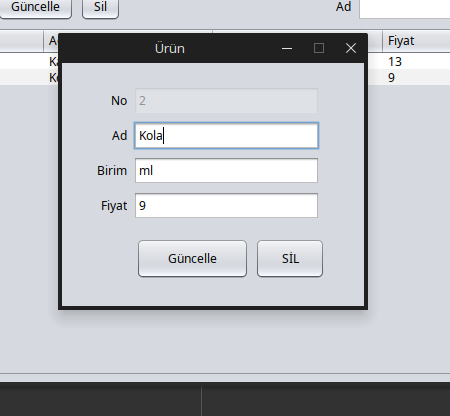 Güncelle Sil Ad
Fiyat
13
9
Ürün
No 2
Ad Kola
Birim ml
Fiyat 9
Güncelle SİL